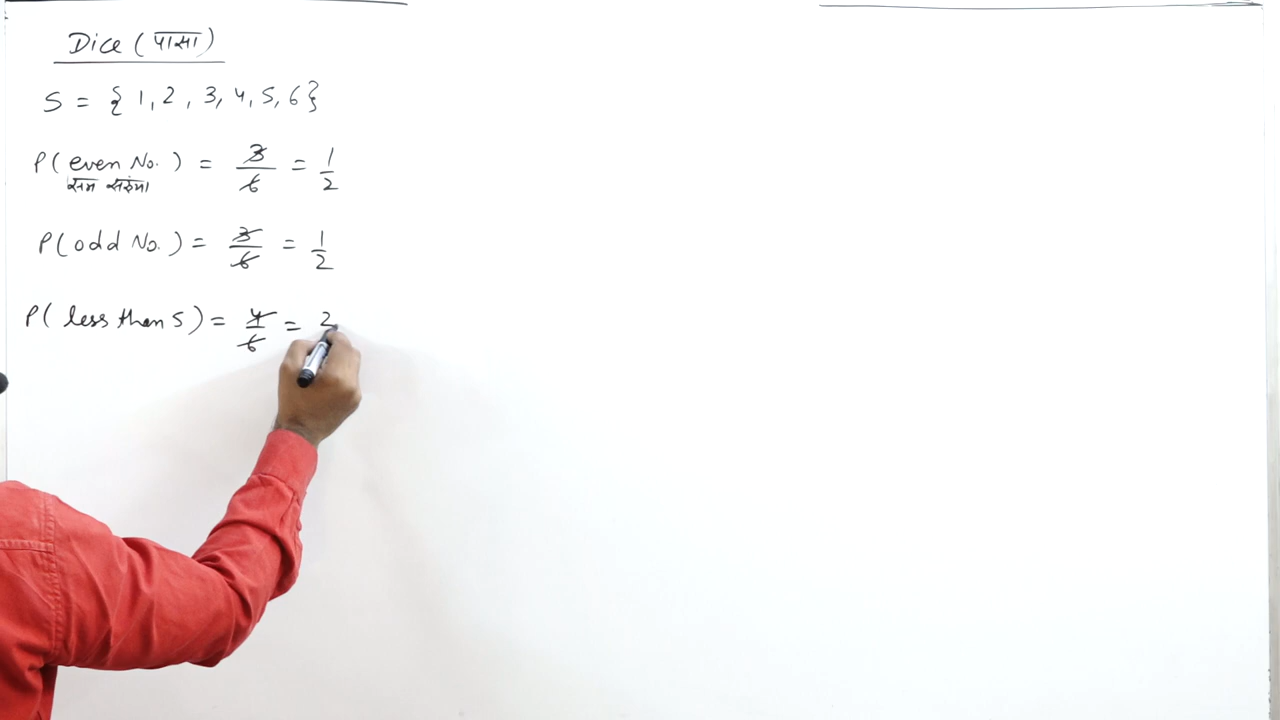 Dice (पासा)
S = { 1, 2, 3, 4, 5, 6 }
P( even No. ) = 3/6 = 1/2
सम संख्या
P( odd No. ) = 3/6 = 1/2
P( less than 5 ) = 4/6 = 2